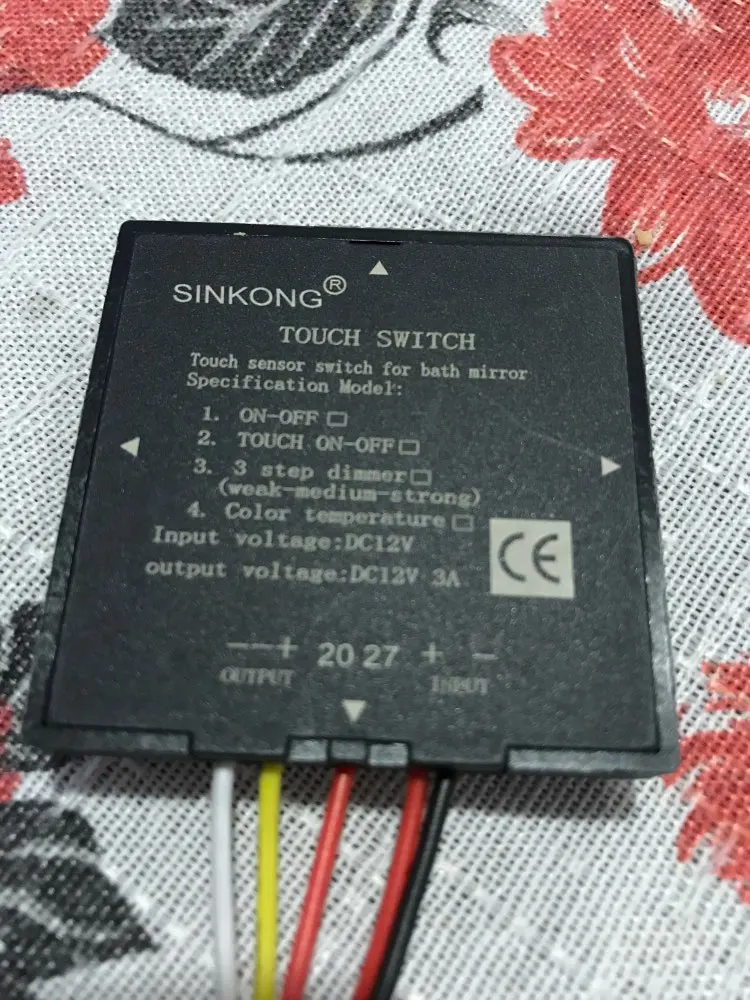 SINKONG®
TOUCH SWITCH
Touch sensor switch for bath mirror
Specification Model:
1. ON-OFF □
2. TOUCH ON-OFF □
3. 3 step dimmer □
(weak-medium-strong)
4. Color temperature □
Input voltage:DC12V
output voltage:DC12V 3A
CE
--+ 20 27 + -
OUTPUT INPUT